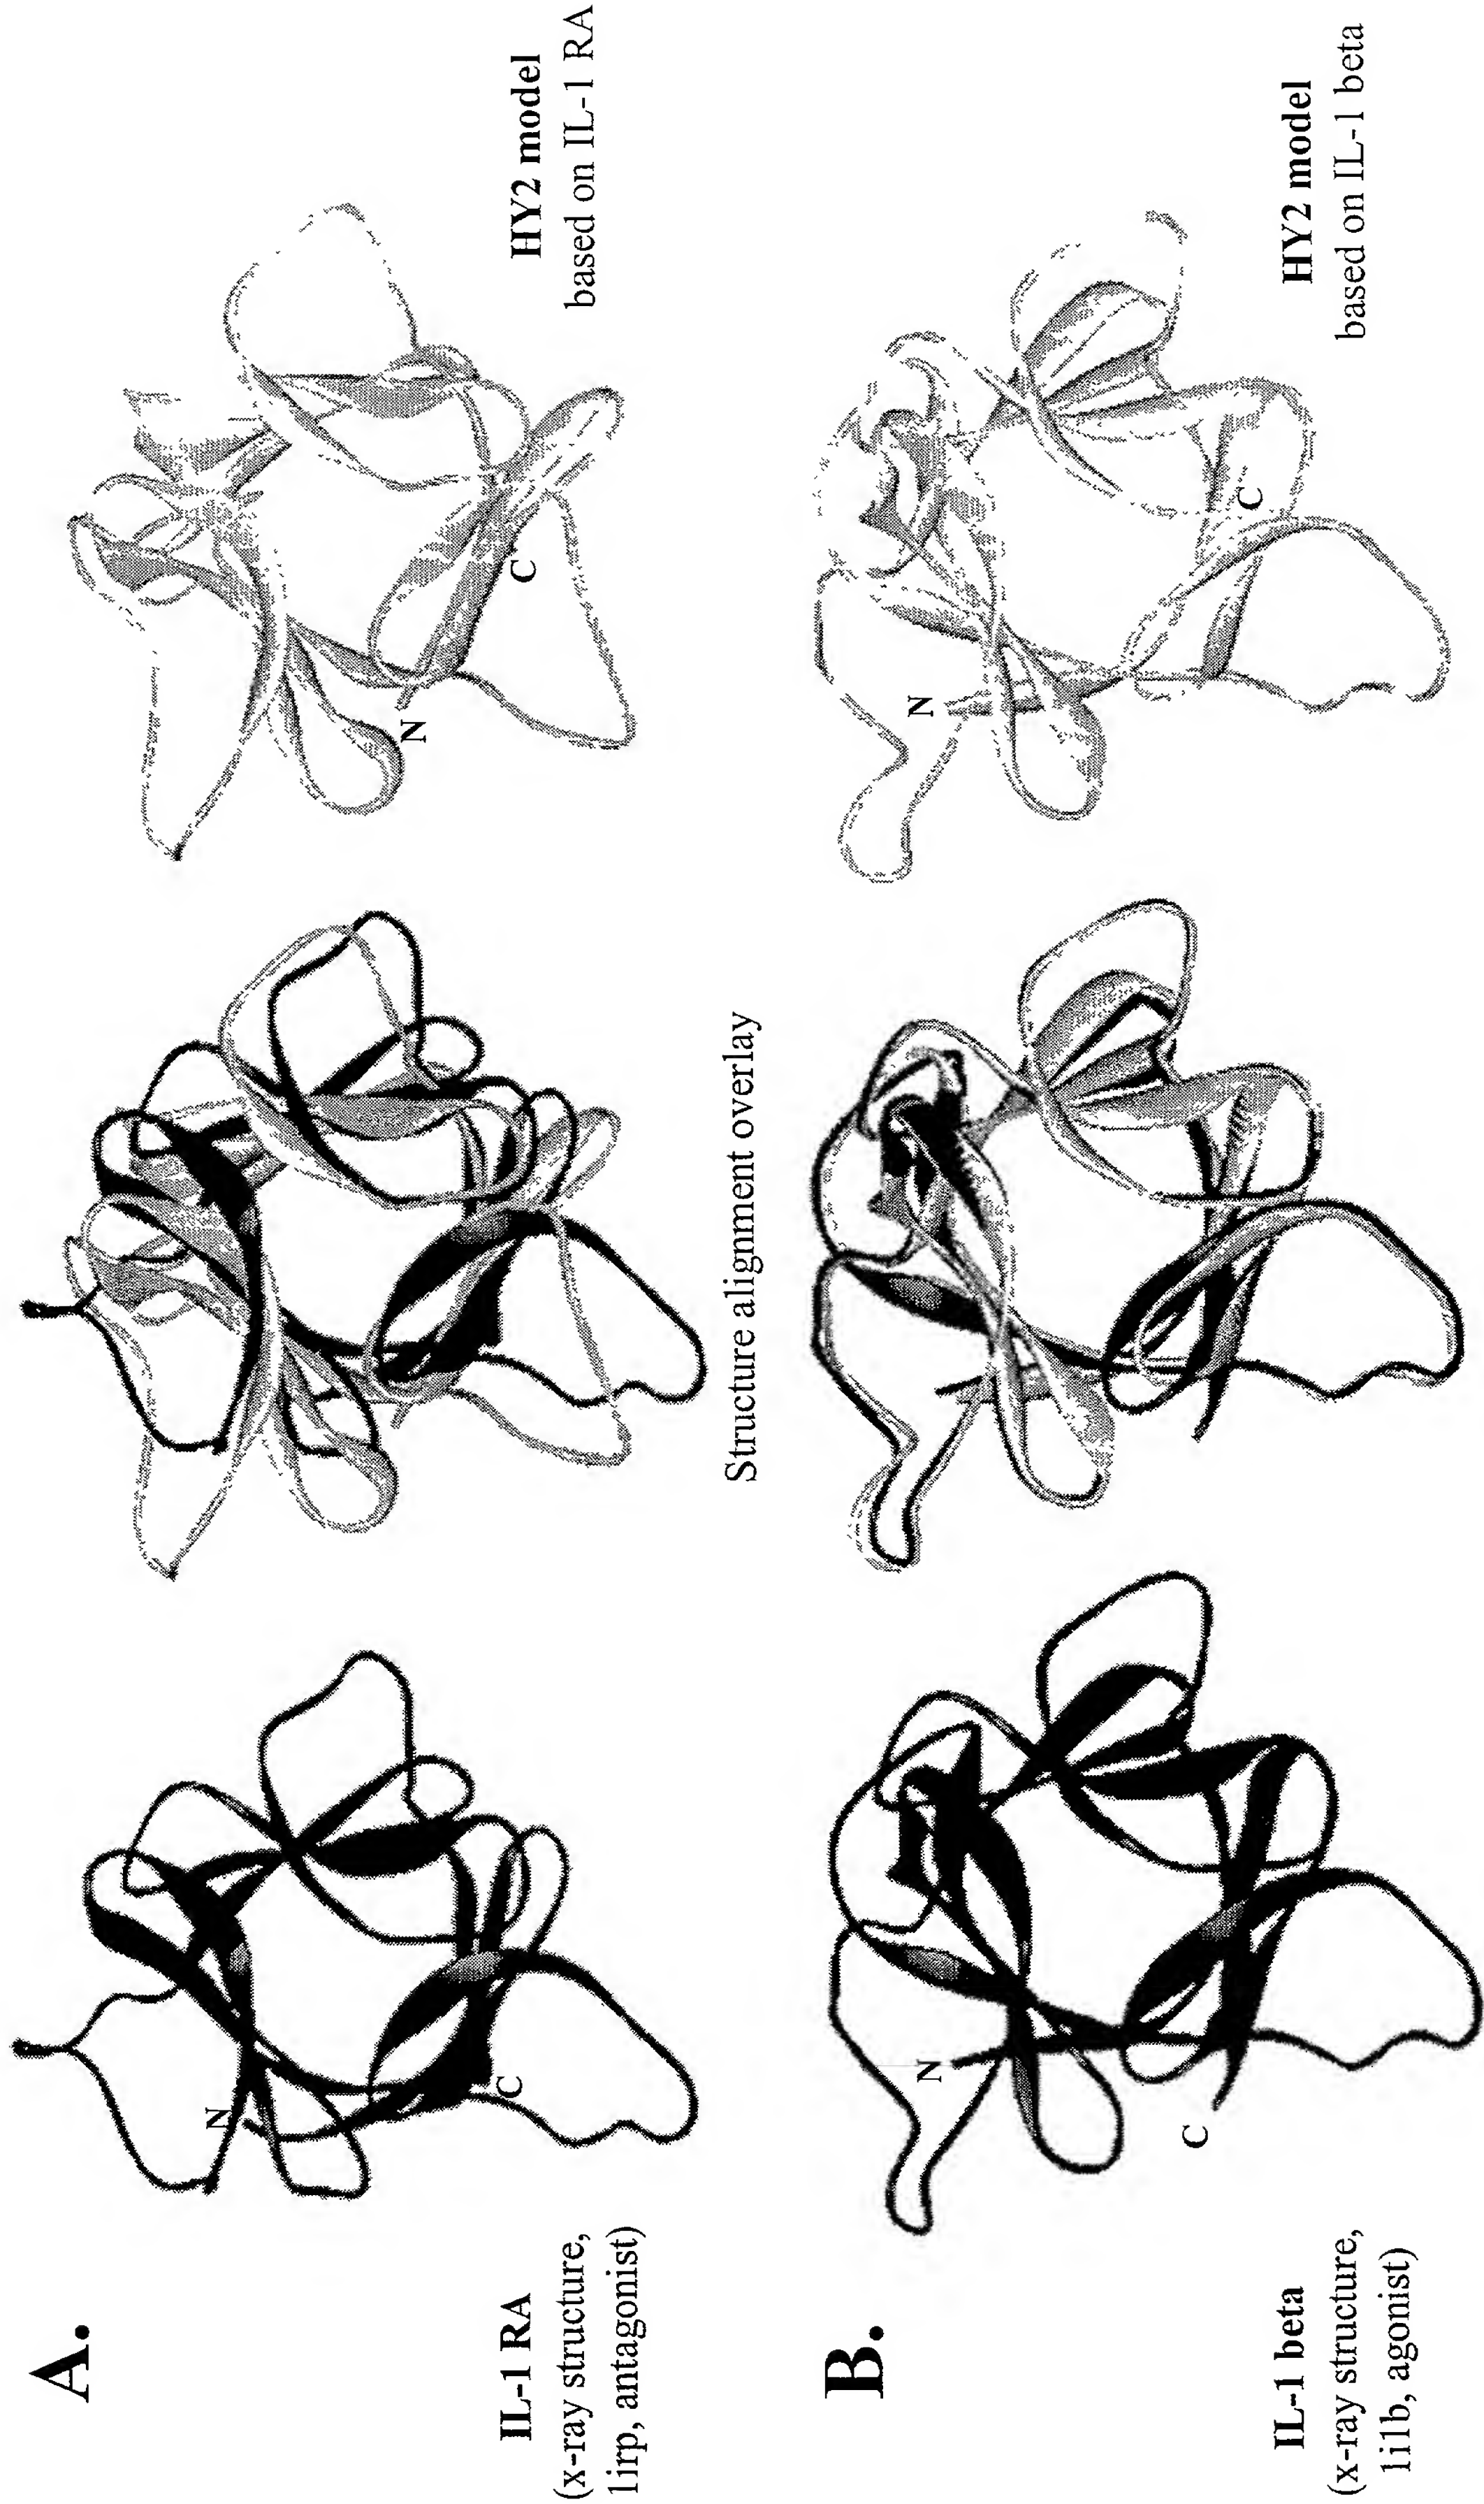 A.
IL-1 RA
(x-ray structure,
1irp, antagonist)
N
C
Structure alignment overlay
N
C
HY2 model
based on IL-1 RA
B.
IL-1 beta
(x-ray structure,
1i1b, agonist)
N
C
N
C
HY2 model
based on IL-1 beta